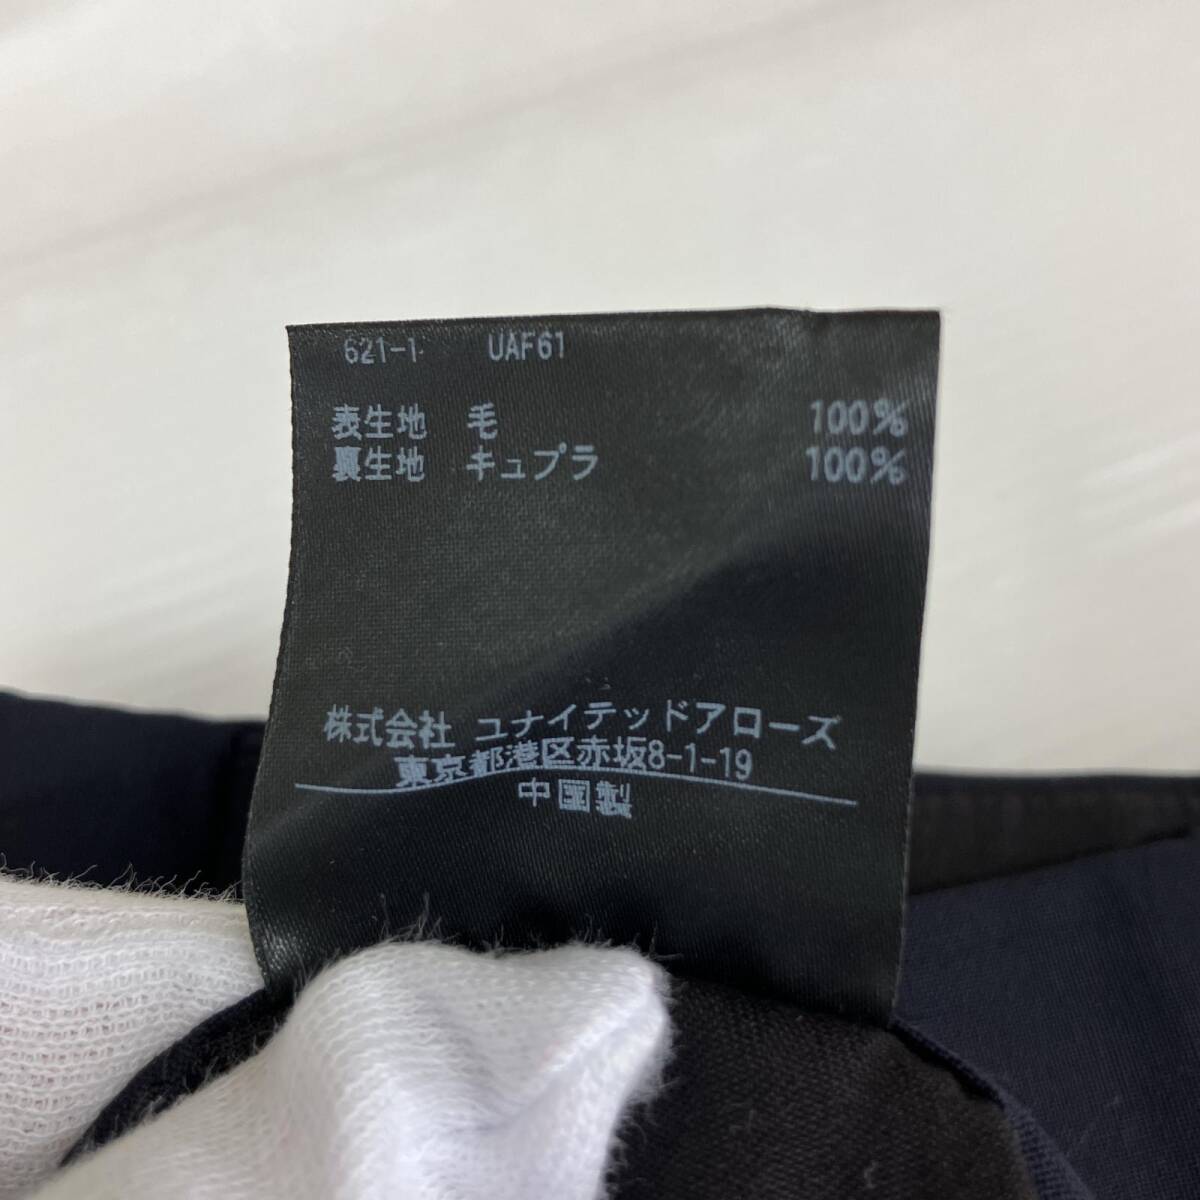 621-1 UAF61
表生地 毛 100%
裏生地 キュプラ 100%
株式会社 ユナイテッドアローズ
東京都港区赤坂8-1-19
中国製